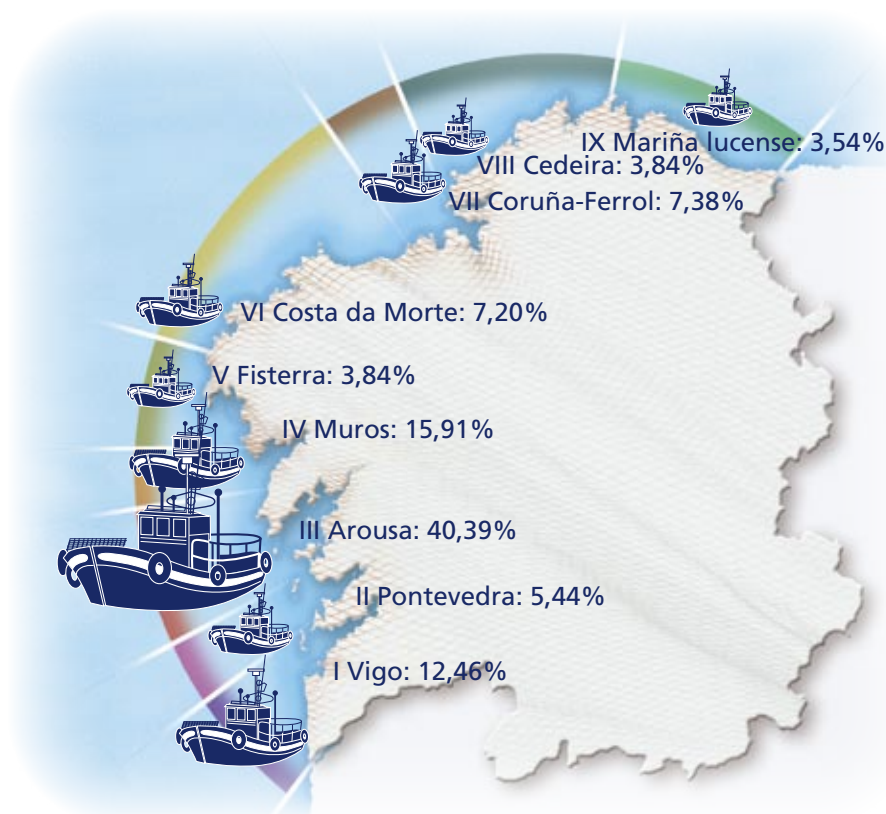 IX Mariña lucense: 3,54%
VIII Cedeira: 3,84%
VII Coruña-Ferrol: 7,38%
VI Costa da Morte: 7,20%
V Fisterra: 3,84%
IV Muros: 15,91%
III Arousa: 40,39%
II Pontevedra: 5,44%
I Vigo: 12,46%